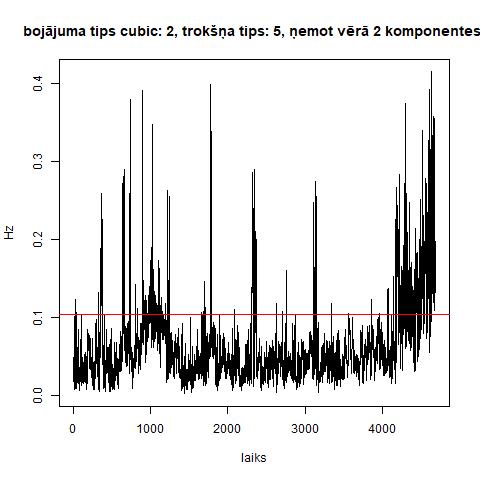 bojājuma tips cubic: 2, trokšņa tips: 5, ņemot vērā 2 komponentes
Hz
0.4
0.3
0.2
0.1
0.0
0 1000 2000 3000 4000
laiks